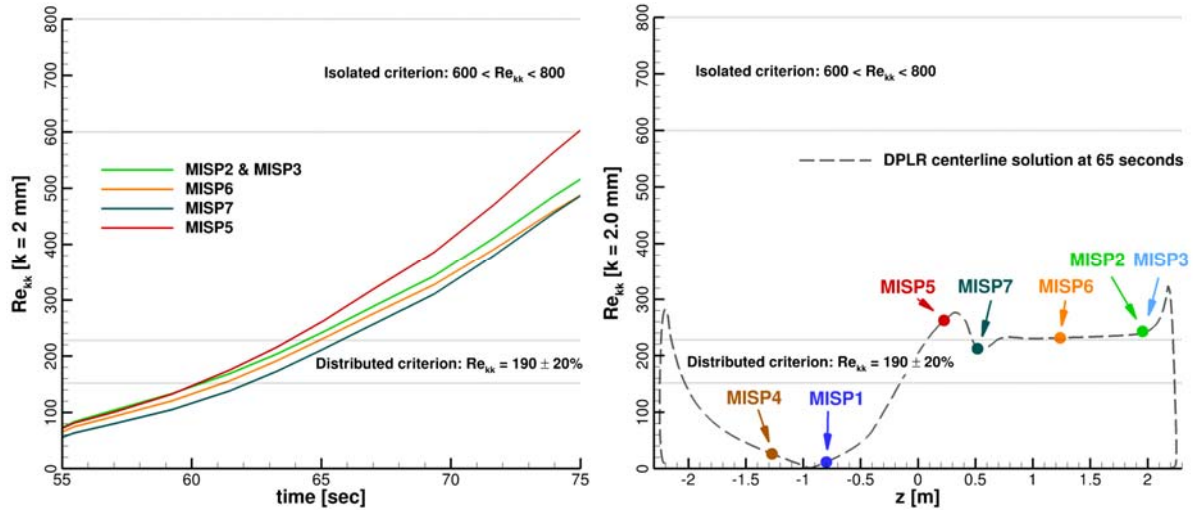 800
700
600
500
400
300
200
100
0
Re_kk [k = 2 mm]
Isolated criterion: 600 < Re_kk < 800
MISP2 & MISP3
MISP6
MISP7
MISP5
Distributed criterion: Re_kk = 190 ± 20%
55
60
65
70
75
time [sec]
800
700
600
500
400
300
200
100
0
Re_kk [k = 2.0 mm]
Isolated criterion: 600 < Re_kk < 800
DPLR centerline solution at 65 seconds
MISP2
MISP3
MISP5
MISP7
MISP6
Distributed criterion: Re_kk = 190 ± 20%
MISP4
MISP1
-2
-1.5
-1
-0.5
0
0.5
1
1.5
2
z [m]